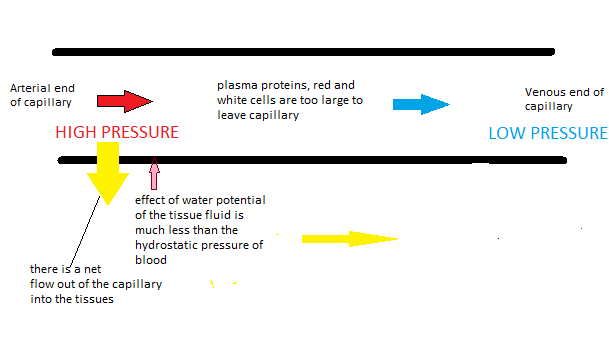 Arterial end
of capillary
HIGH PRESSURE
plasma proteins, red and
white cells are too large to
leave capillary
Venous end of
capillary
LOW PRESSURE
effect of water potential
of the tissue fluid is
much less than the
hydrostatic pressure of
blood
there is a net
flow out of the capillary
into the tissues